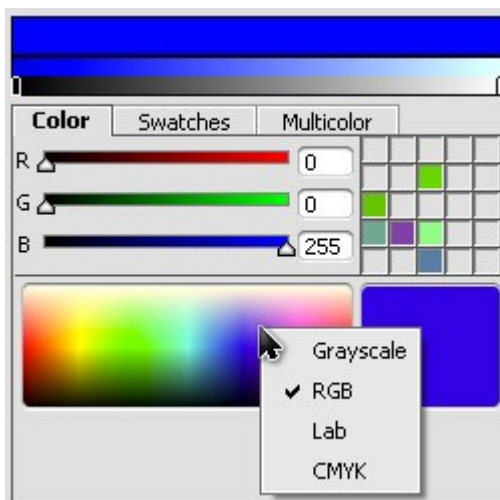 Color Swatches Multicolor
R 0
G 0
B 255
Grayscale
RGB
Lab
CMYK